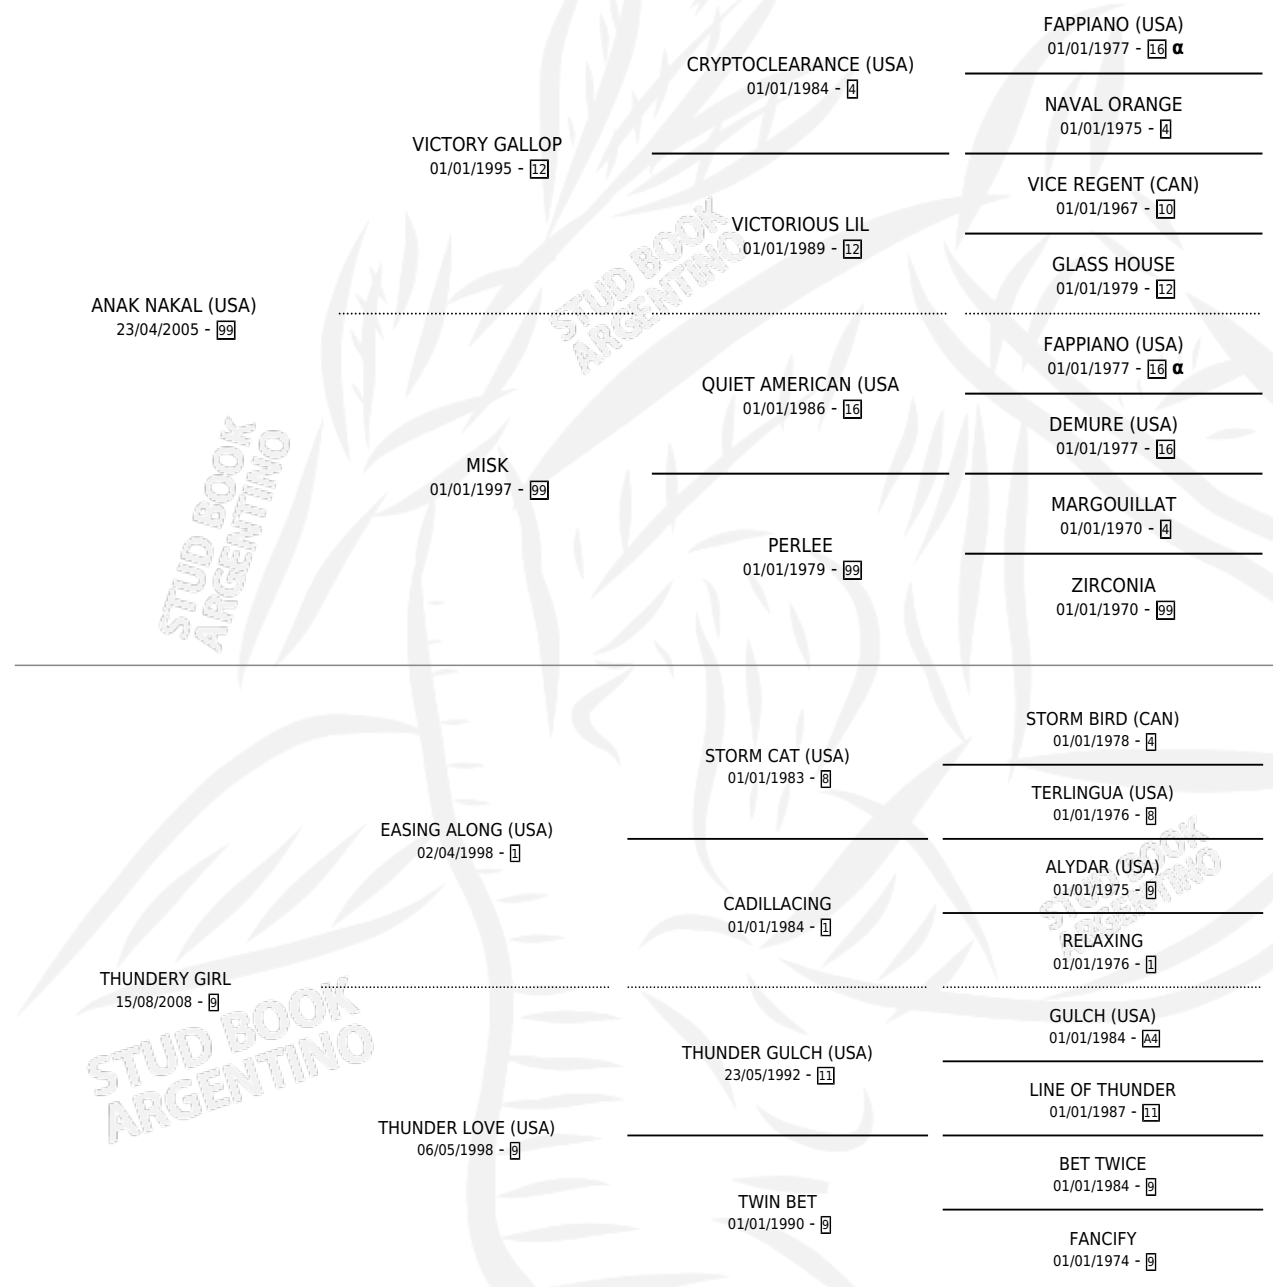 FAPPIANO (USA)
01/01/1977 - 16 α
CRYPTOCLEARANCE (USA)
01/01/1984 - 4
NAVAL ORANGE
01/01/1975 - 4
VICTORY GALLOP
01/01/1995 - 12
VICE REGENT (CAN)
01/01/1967 - 10
VICTORIOUS LIL
01/01/1989 - 12
GLASS HOUSE
01/01/1979 - 12
ANAK NAKAL (USA)
23/04/2005 - 99
FAPPIANO (USA)
01/01/1977 - 16 α
QUIET AMERICAN (USA
01/01/1986 - 16
DEMURE (USA)
01/01/1977 - 16
MISK
01/01/1997 - 99
MARGOUILLAT
01/01/1970 - 4
PERLEE
01/01/1979 - 99
ZIRCONIA
01/01/1970 - 99
STORM BIRD (CAN)
01/01/1978 - 4
STORM CAT (USA)
01/01/1983 - 8
TERLINGUA (USA)
01/01/1976 - 8
EASING ALONG (USA)
02/04/1998 - 1
ALYDAR (USA)
01/01/1975 - 9
CADILLACING
01/01/1984 - 1
RELAXING
01/01/1976 - 1
THUNDERY GIRL
15/08/2008 - 9
GULCH (USA)
01/01/1984 - A4
THUNDER GULCH (USA)
23/05/1992 - 11
LINE OF THUNDER
01/01/1987 - 11
THUNDER LOVE (USA)
06/05/1998 - 9
BET TWICE
01/01/1984 - 9
TWIN BET
01/01/1990 - 9
FANCIFY
01/01/1974 - 9
STUD BOOK
ARGENTINO
STUD BOOK
ARGENTINO
STUD BOOK
ARGENTINO
STUD BOOK
ARGENTINO